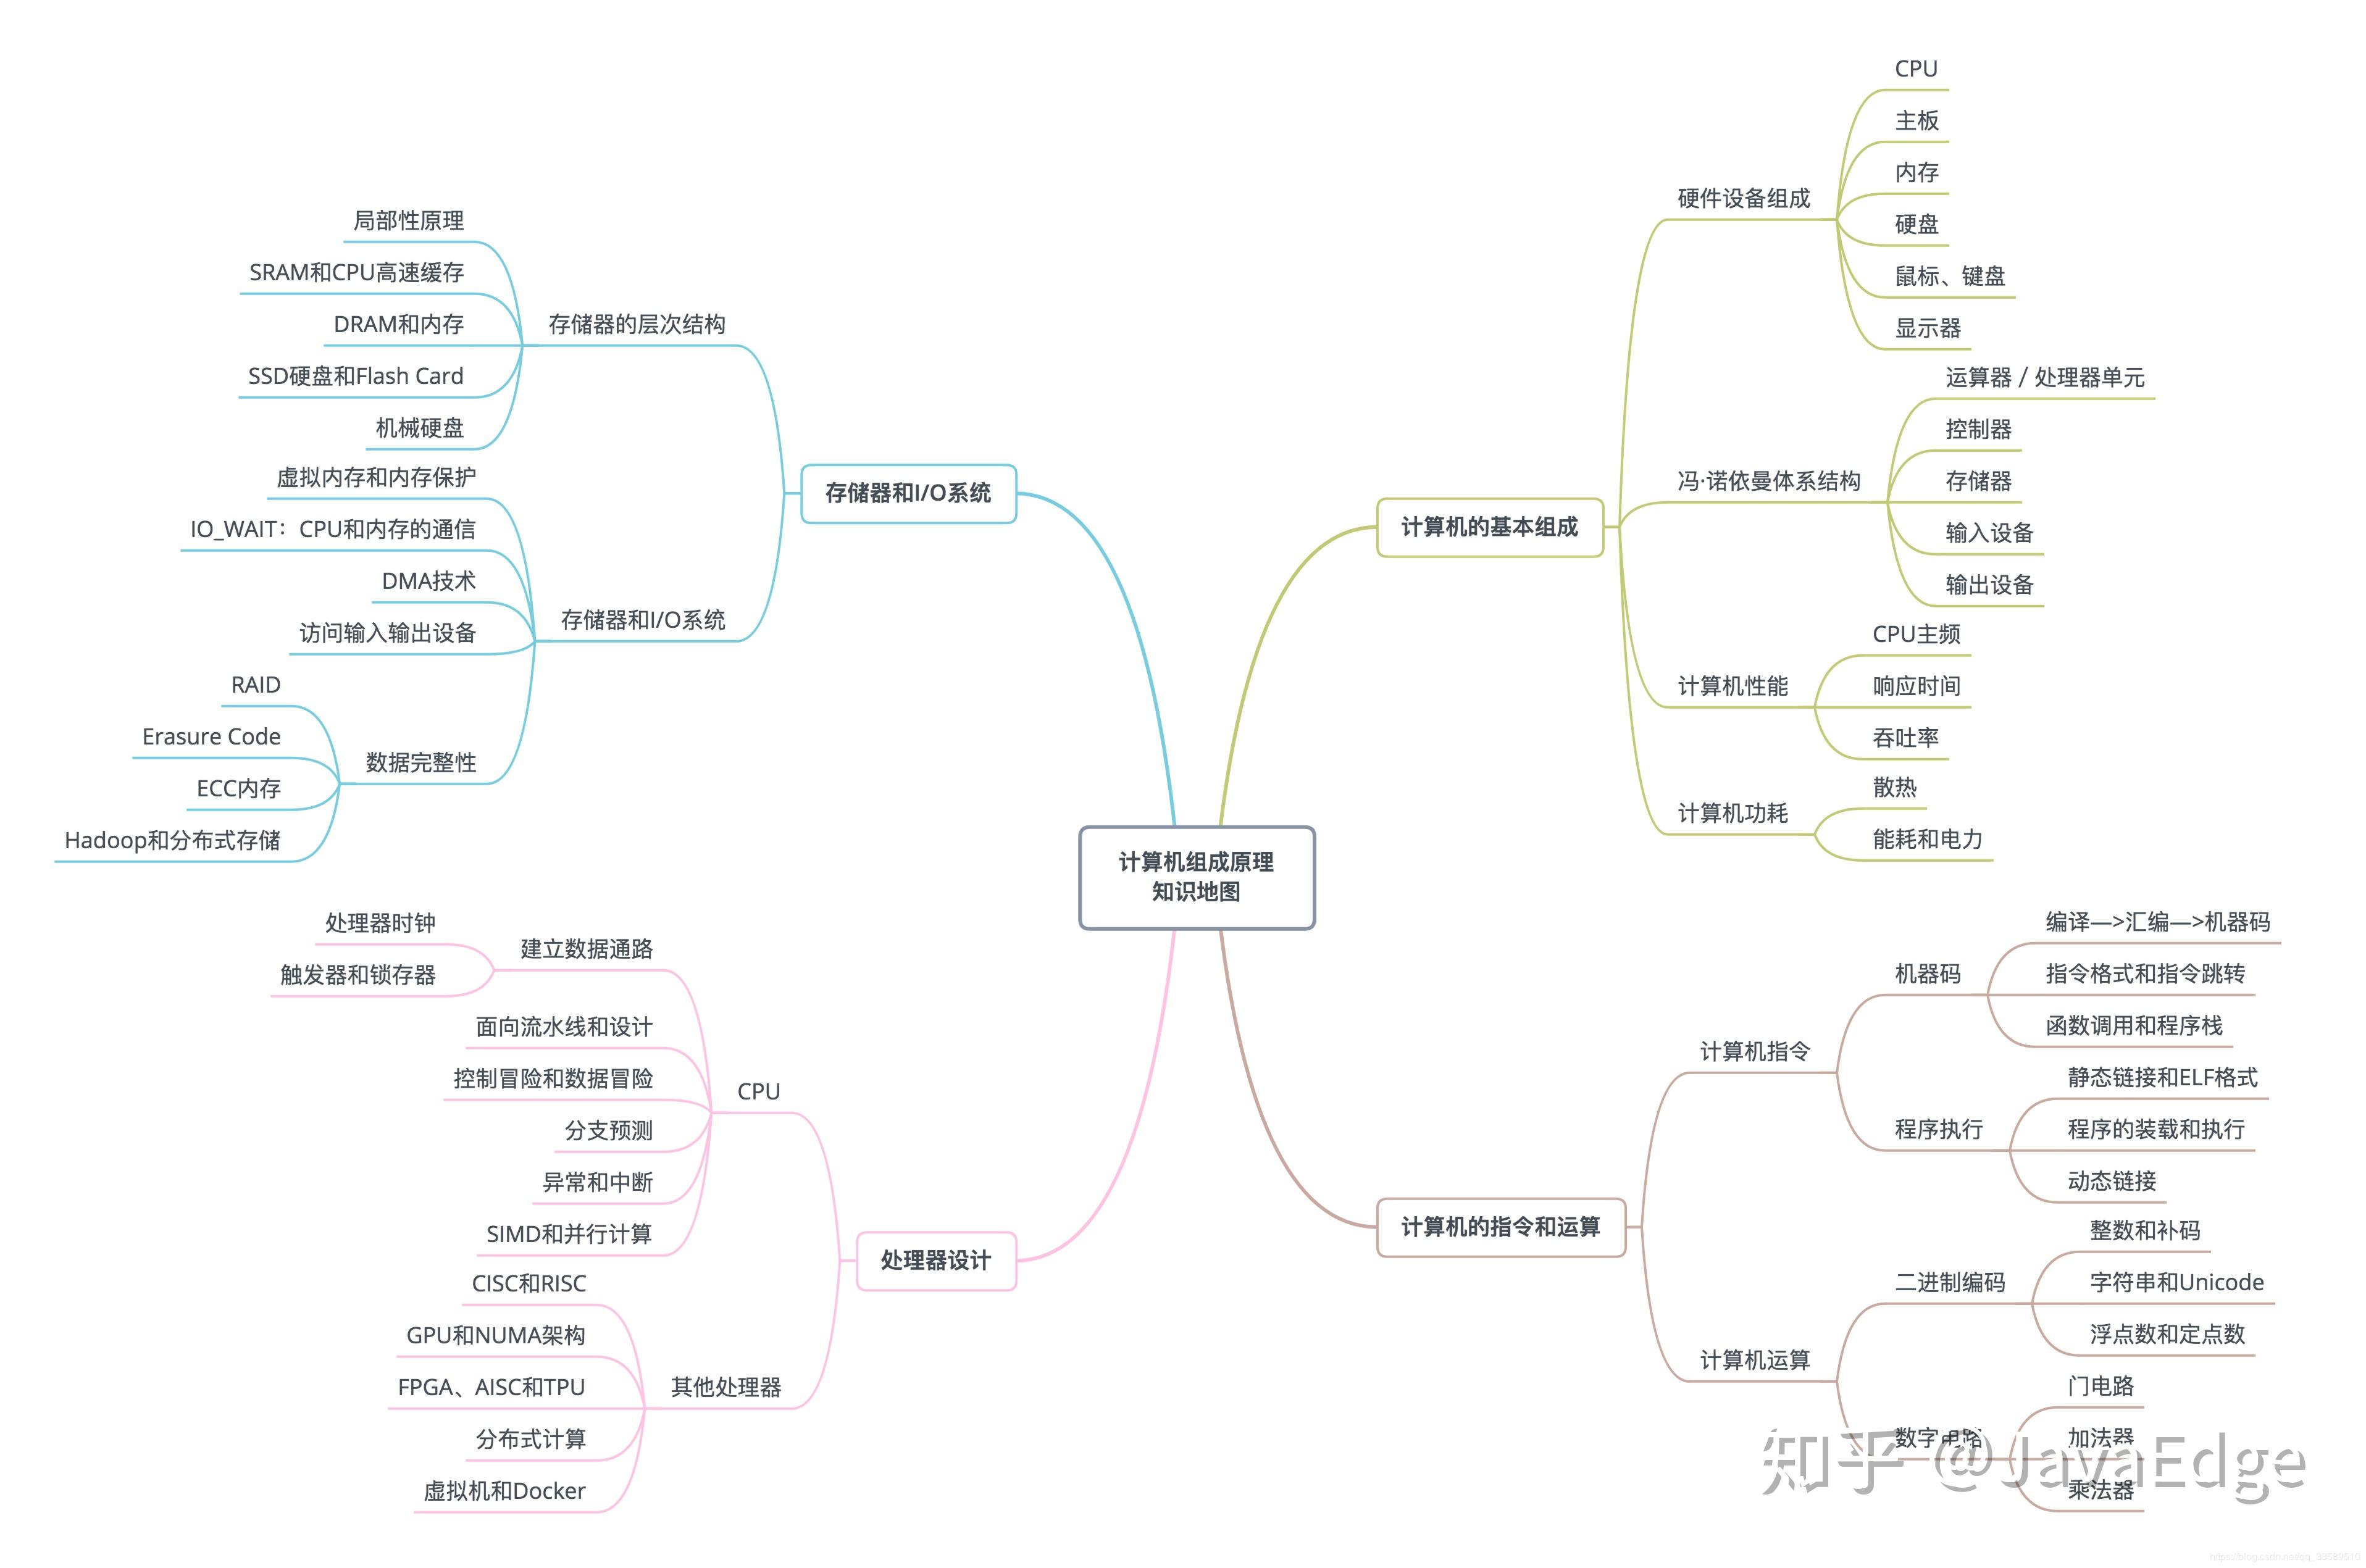 计算机组成原理
知识地图
计算机的基本组成
硬件设备组成
CPU
主板
内存
硬盘
鼠标、键盘
显示器
冯·诺依曼体系结构
运算器 / 处理器单元
控制器
存储器
输入设备
输出设备
计算机性能
CPU主频
响应时间
吞吐率
计算机功耗
散热
能耗和电力
计算机的指令和运算
计算机指令
机器码
编译—>汇编—>机器码
指令格式和指令跳转
函数调用和程序栈
程序执行
静态链接和ELF格式
程序的装载和执行
动态链接
计算机运算
二进制编码
整数和补码
字符串和Unicode
浮点数和定点数
数字电路
门电路
加法器
乘法器
存储器和I/O系统
存储器的层次结构
局部性原理
SRAM和CPU高速缓存
DRAM和内存
SSD硬盘和Flash Card
机械硬盘
存储器和I/O系统
虚拟内存和内存保护
IO_WAIT：CPU和内存的通信
DMA技术
访问输入输出设备
数据完整性
RAID
Erasure Code
ECC内存
Hadoop和分布式存储
处理器设计
CPU
建立数据通路
处理器时钟
触发器和锁存器
面向流水线和设计
控制冒险和数据冒险
分支预测
异常和中断
SIMD和并行计算
其他处理器
CISC和RISC
GPU和NUMA架构
FPGA、AISC和TPU
分布式计算
虚拟机和Docker
知乎 @JavaEdge